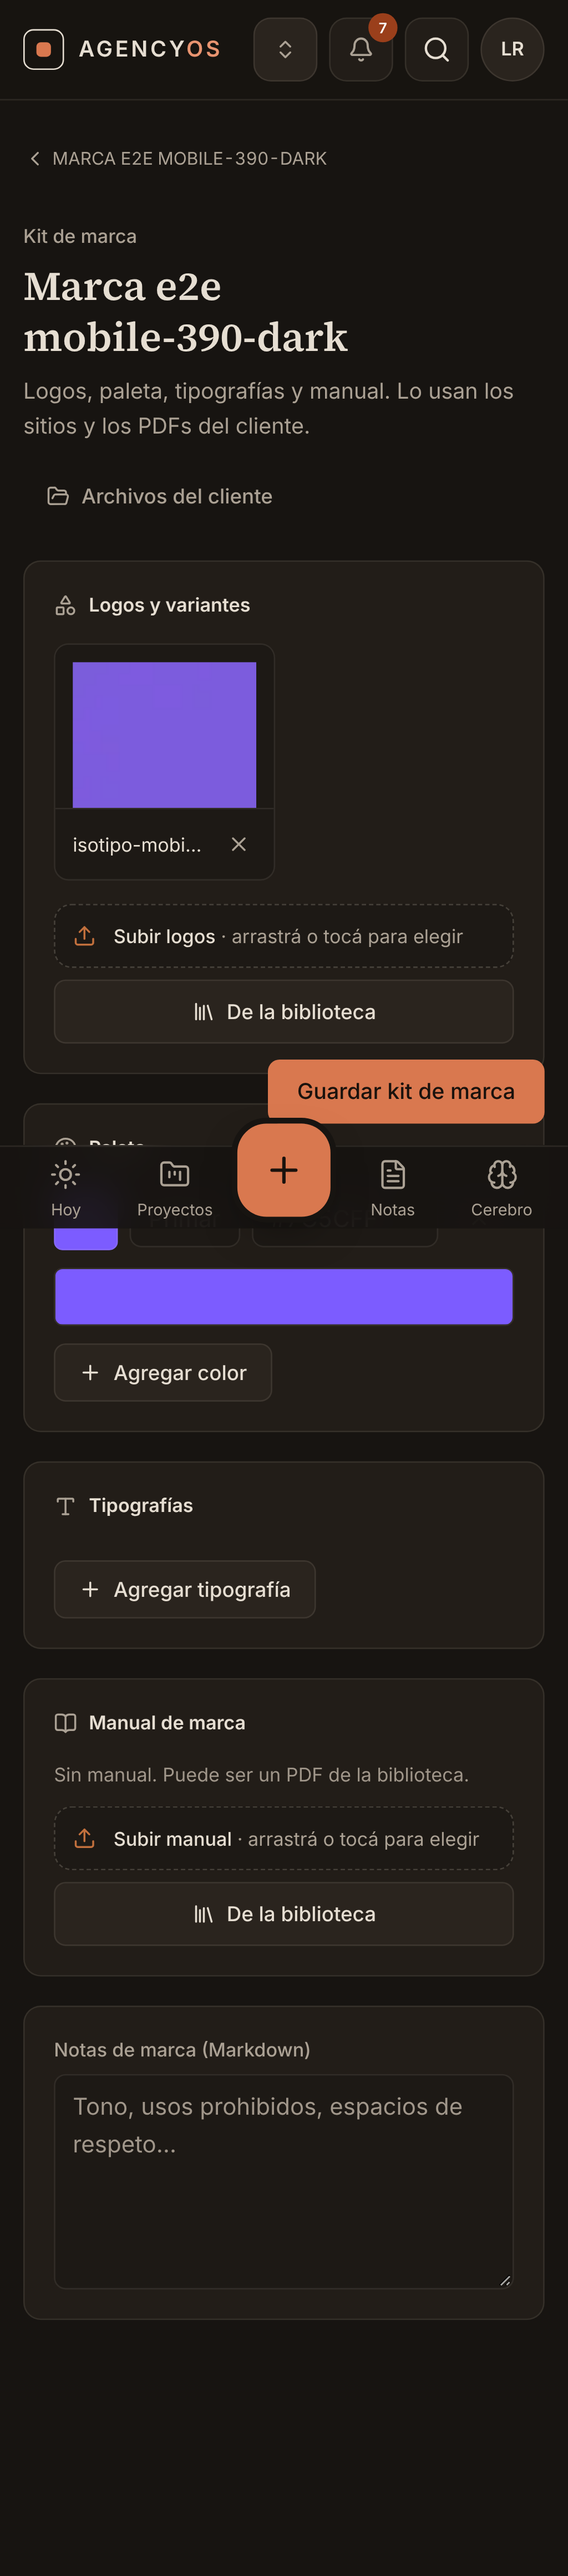 AGENCYOS
7
LR
MARCA E2E MOBILE-390-DARK
Kit de marca
Marca e2e
mobile-390-dark
Logos, paleta, tipografías y manual. Lo usan los
sitios y los PDFs del cliente.
Archivos del cliente
Logos y variantes
isotipo-mobi...
Subir logos · arrastrá o tocá para elegir
De la biblioteca
Guardar kit de marca
Paleta
Hoy
Proyectos
Notas
Cerebro
Agregar color
Tipografías
Agregar tipografía
Manual de marca
Sin manual. Puede ser un PDF de la biblioteca.
Subir manual · arrastrá o tocá para elegir
De la biblioteca
Notas de marca (Markdown)
Tono, usos prohibidos, espacios de
respeto...